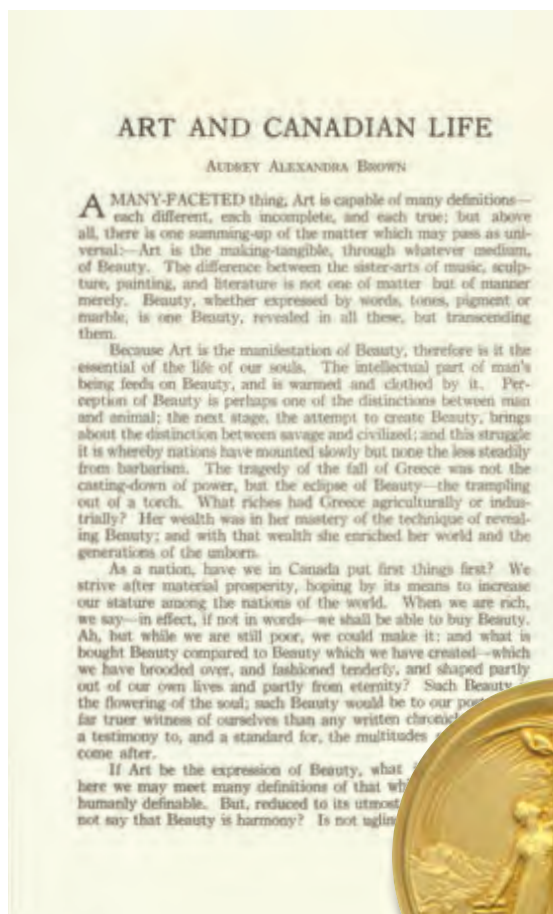 ART AND CANADIAN LIFE
AUDREY ALEXANDRA BROWN
A MANY-FACETED thing, Art is capable of many definitions—
each different, each incomplete, and each true; but above
all, there is one summing-up of the matter which may pass as uni-
versal:—Art is the making-tangible, through whatever medium,
of Beauty. The difference between the sister-arts of music, sculp-
ture, painting, and literature is not one of matter but of manner
merely. Beauty, whether expressed by words, tones, pigment or
marble, is one Beauty, revealed in all these, but transcending
them.
Because Art is the manifestation of Beauty, therefore is it the
essential of the life of our souls. The intellectual part of man's
being feeds on Beauty, and is warmed and clothed by it. Per-
ception of Beauty is perhaps one of the distinctions between man
and animal; the next stage, the attempt to create Beauty, brings
about the distinction between savage and civilized; and this struggle
it is whereby nations have mounted slowly but none the less steadily
from barbarism. The tragedy of the fall of Greece was not the
casting-down of power, but the eclipse of Beauty—the trampling
out of a torch. What riches had Greece agriculturally or indus-
trially? Her wealth was in her mastery of the technique of reveal-
ing Beauty; and with that wealth she enriched her world and the
generations of the unborn.
As a nation, have we in Canada put first things first? We
strive after material prosperity, hoping by its means to increase
our stature among the nations of the world. When we are rich,
we say—in effect, if not in words—we shall be able to buy Beauty.
Ah, but while we are still poor, we could make it; and what is
bought Beauty compared to Beauty which we have created—which
we have brooded over, and fashioned tenderly, and shaped partly
out of our own lives and partly from eternity? Such Beauty
the flowering of the soul; such Beauty would be to our
far truer witness of ourselves than any written
a testimony to, and a standard for, the multitudes
come after.
If Art be the expression of Beauty, what
here we may meet many definitions of that
humanly definable. But, reduced to its utmost
not say that Beauty is harmony? Is not